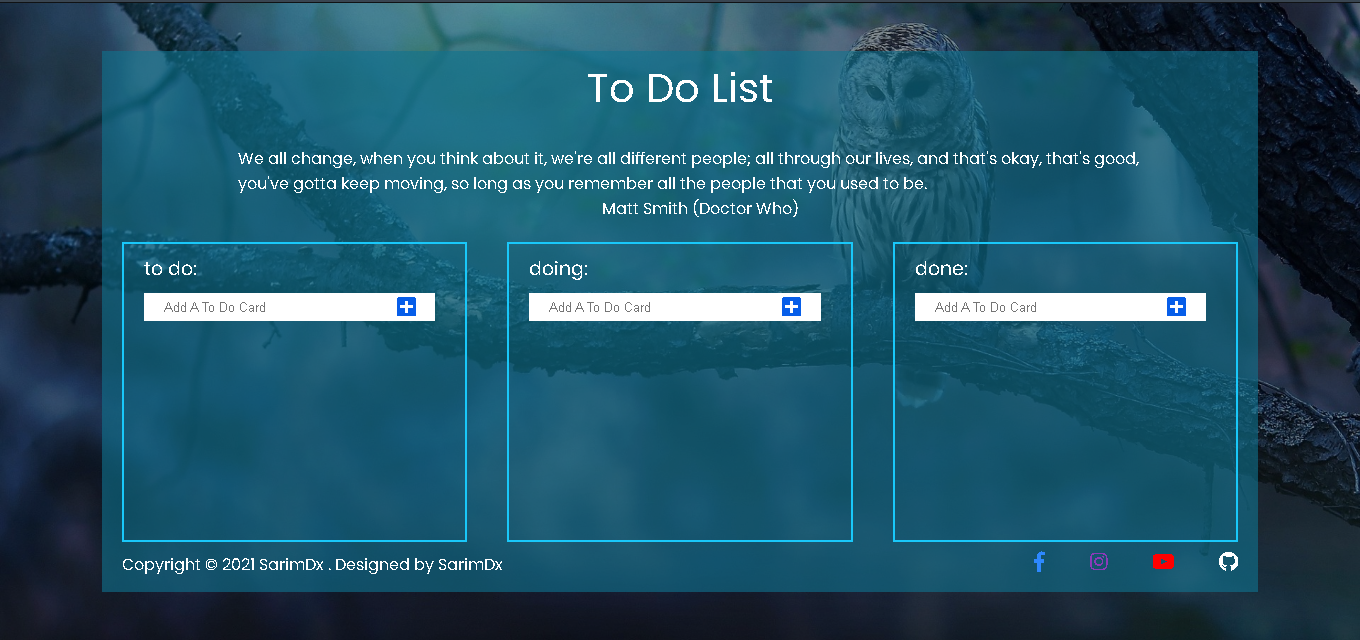 To Do List
We all change, when you think about it, we're all different people; all through our lives, and that's okay, that's good,
you've gotta keep moving, so long as you remember all the people that you used to be.
Matt Smith (Doctor Who)
to do:
doing:
done:
Add A To Do Card
Add A To Do Card
Add A To Do Card
Copyright © 2021 SarimDx . Designed by SarimDx